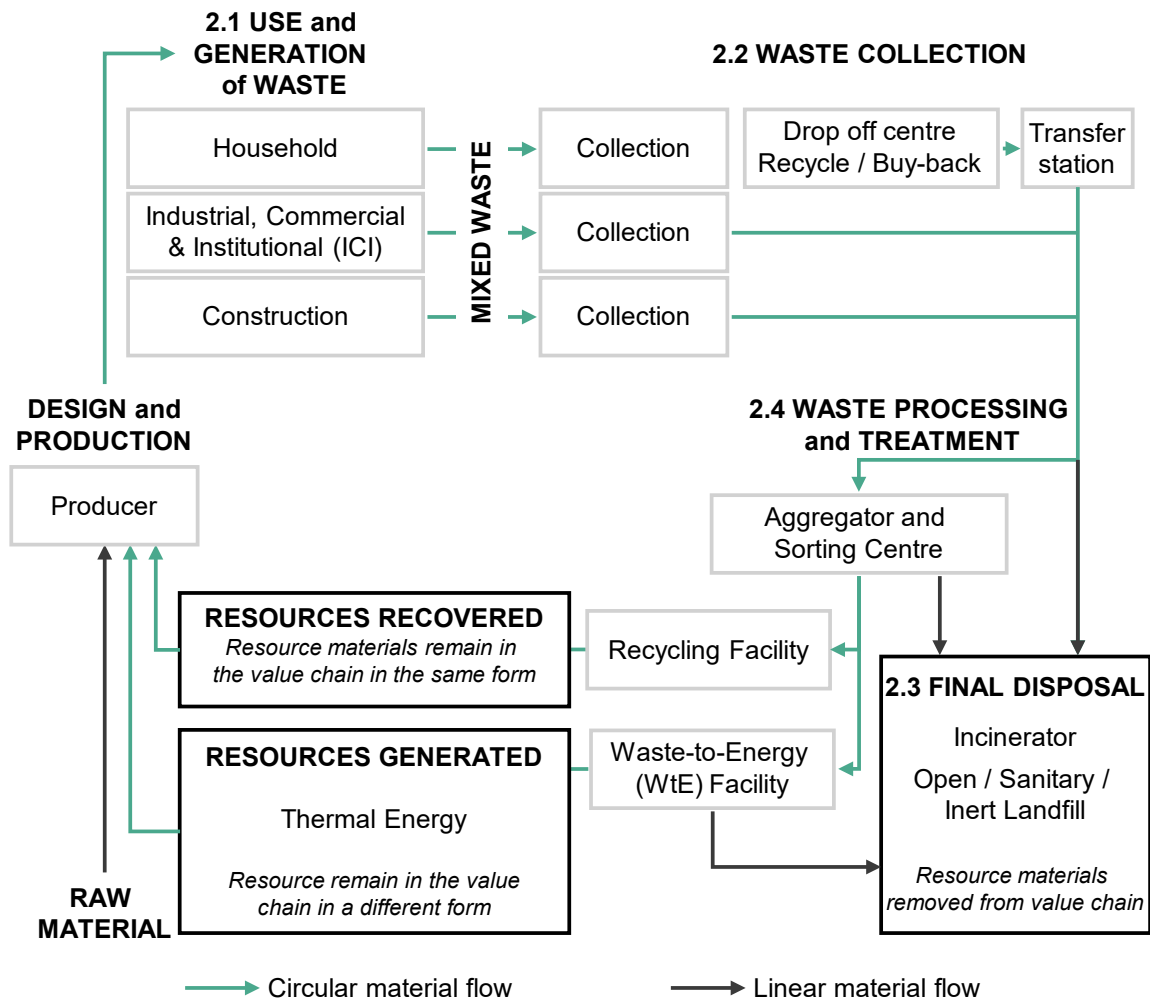 2.1 USE and
GENERATION
of WASTE
2.2 WASTE COLLECTION
Household
Industrial, Commercial
& Institutional (ICI)
Construction
MIXED WASTE
Collection
Collection
Collection
Drop off centre
Recycle / Buy-back
Transfer
station
DESIGN and
PRODUCTION
Producer
2.4 WASTE PROCESSING
and TREATMENT
Aggregator and
Sorting Centre
RESOURCES RECOVERED
Resource materials remain in
the value chain in the same form
Recycling Facility
RESOURCES GENERATED
Thermal Energy
Resource remain in the value
chain in a different form
Waste-to-Energy
(WtE) Facility
2.3 FINAL DISPOSAL
Incinerator
Open / Sanitary /
Inert Landfill
Resource materials
removed from value chain
RAW
MATERIAL
Circular material flow
Linear material flow